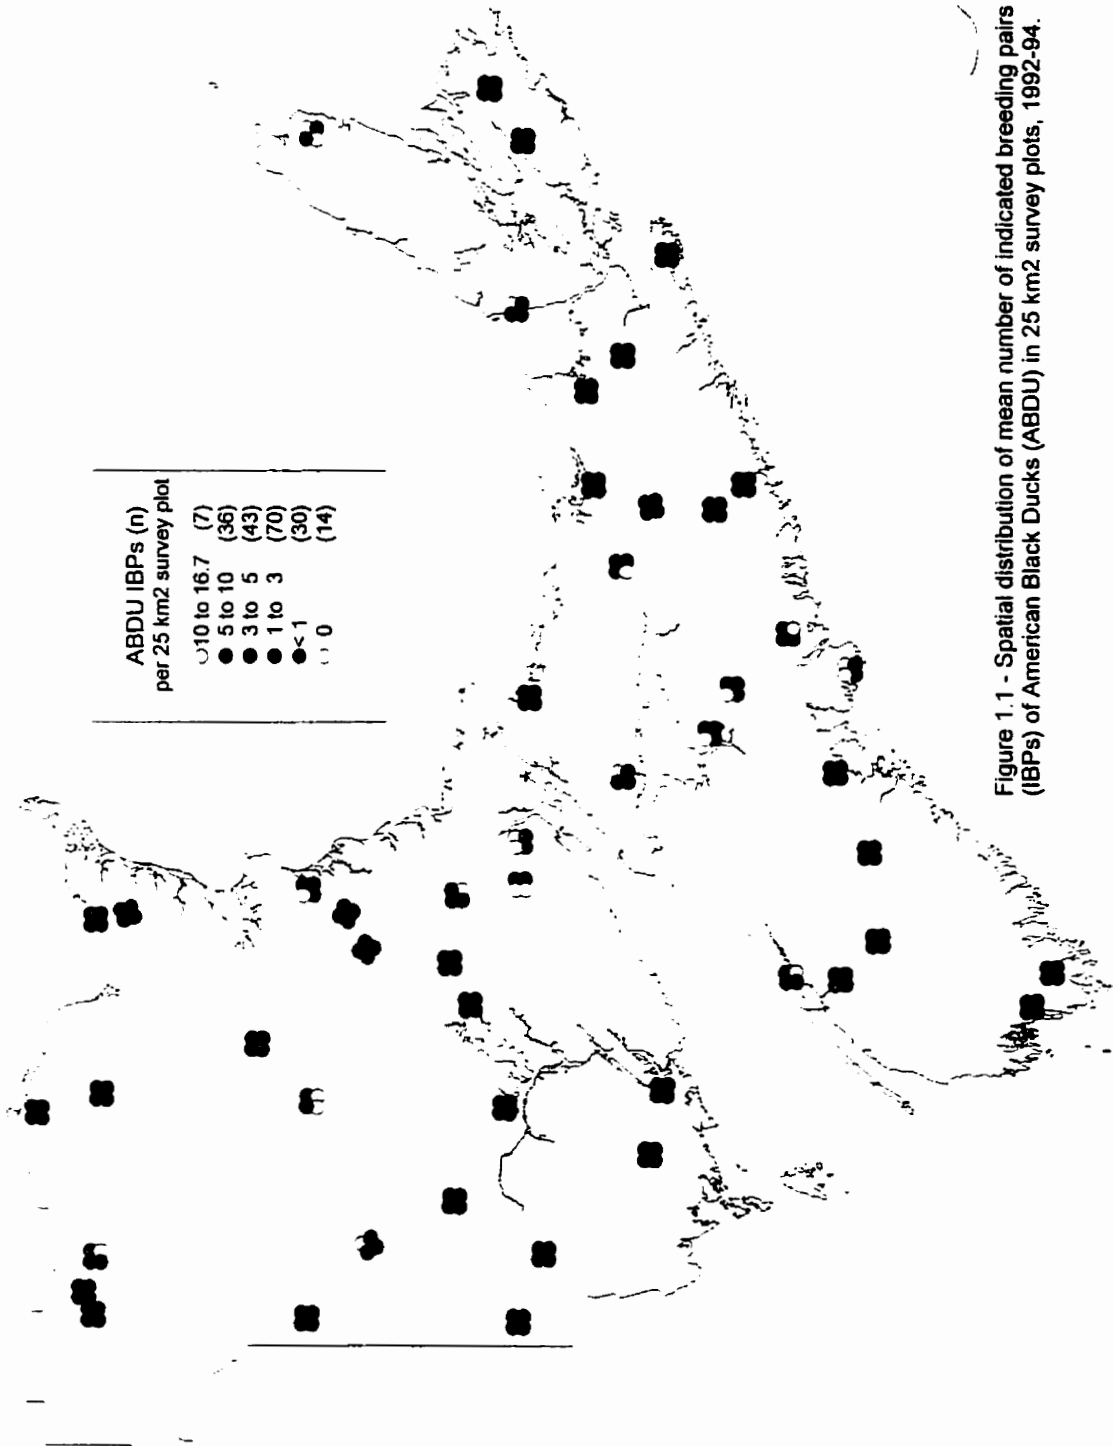 ABDU IBPs (n)
per 25 km2 survey plot
10 to 16.7 (7)
5 to 10 (36)
3 to 5 (43)
1 to 3 (70)
< 1 (30)
0 (14)
Figure 1.1 - Spatial distribution of mean number of indicated breeding pairs
(IBPs) of American Black Ducks (ABDU) in 25 km2 survey plots, 1992-94.